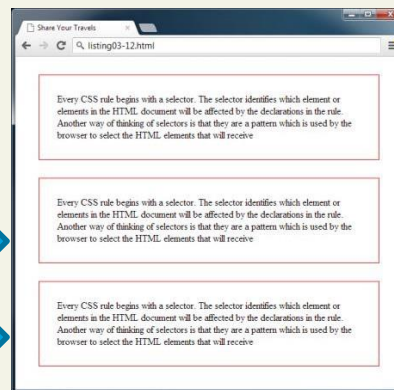 Share Your Travels
listing03-12.html
Every CSS rule begins with a selector. The selector identifies which element or
elements in the HTML document will be affected by the declarations in the rule.
Another way of thinking of selectors is that they are a pattern which is used by the
browser to select the HTML elements that will receive
Every CSS rule begins with a selector. The selector identifies which element or
elements in the HTML document will be affected by the declarations in the rule.
Another way of thinking of selectors is that they are a pattern which is used by the
browser to select the HTML elements that will receive
Every CSS rule begins with a selector. The selector identifies which element or
elements in the HTML document will be affected by the declarations in the rule.
Another way of thinking of selectors is that they are a pattern which is used by the
browser to select the HTML elements that will receive